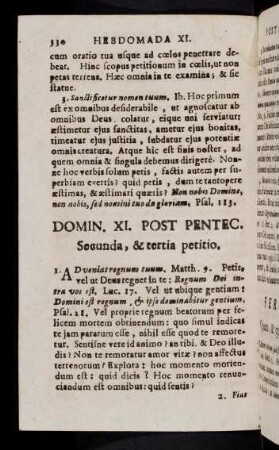 330 HEBDOMADA XI.
cum oratio tua usque ad cœlos penetrare de-
beat. Hinc scopus petitionum in cœlis, ut non
petas terrena. Hæc omnia in te examina; & sic
statue.
3. Sanctificetur nomen tuum. Ib. Hoc primum
est ex omnibus desiderabile, ut agnoscatur ab
omnibus Deus, colatur, eique uni serviatur:
æstimetur ejus sanctitas, ametur ejus bonitas,
timeatur ejus justitia, subdatur ejus potentiæ
omnis creatura. Atque hic est finis noster, ad
quem omnia & singula debemus dirigere. Non-
ne hoc verbis solum petis, factis autem per su-
perbiam evertis? quid petis, dum te tantopere
æstimas, & æstimari quæris? Non nobis Domine,
non nobis, sed nomini tuo da gloriam. Psal. 113.
DOMIN. XI. POST PENTEC.
Secunda, & tertia petitio.
1. ADveniat regnum tuum. Matth. 9. Petis,
vel ut Deus regnet in te: Regnum Dei in-
tra vos est, Luc. 17. Vel ut ubique gentium:
Domini est regnum, & ipse dominabitur gentium,
Psal. 21. Vel proprie regnum beatorum per fe-
licem mortem obtinendum: quo simul indicas
te jam paratum esse, nihil esse quod te remore-
tur. Sentisne vere id animo? an tibi, & Deo illu-
dis? Non te remoratur amor vitæ? non affectus
terrenorum? Explora: hoc momento morien-
dum est: quid dicis? Hoc momento renun-
ciandum est omnibus: quid sentis?
2. Fiat